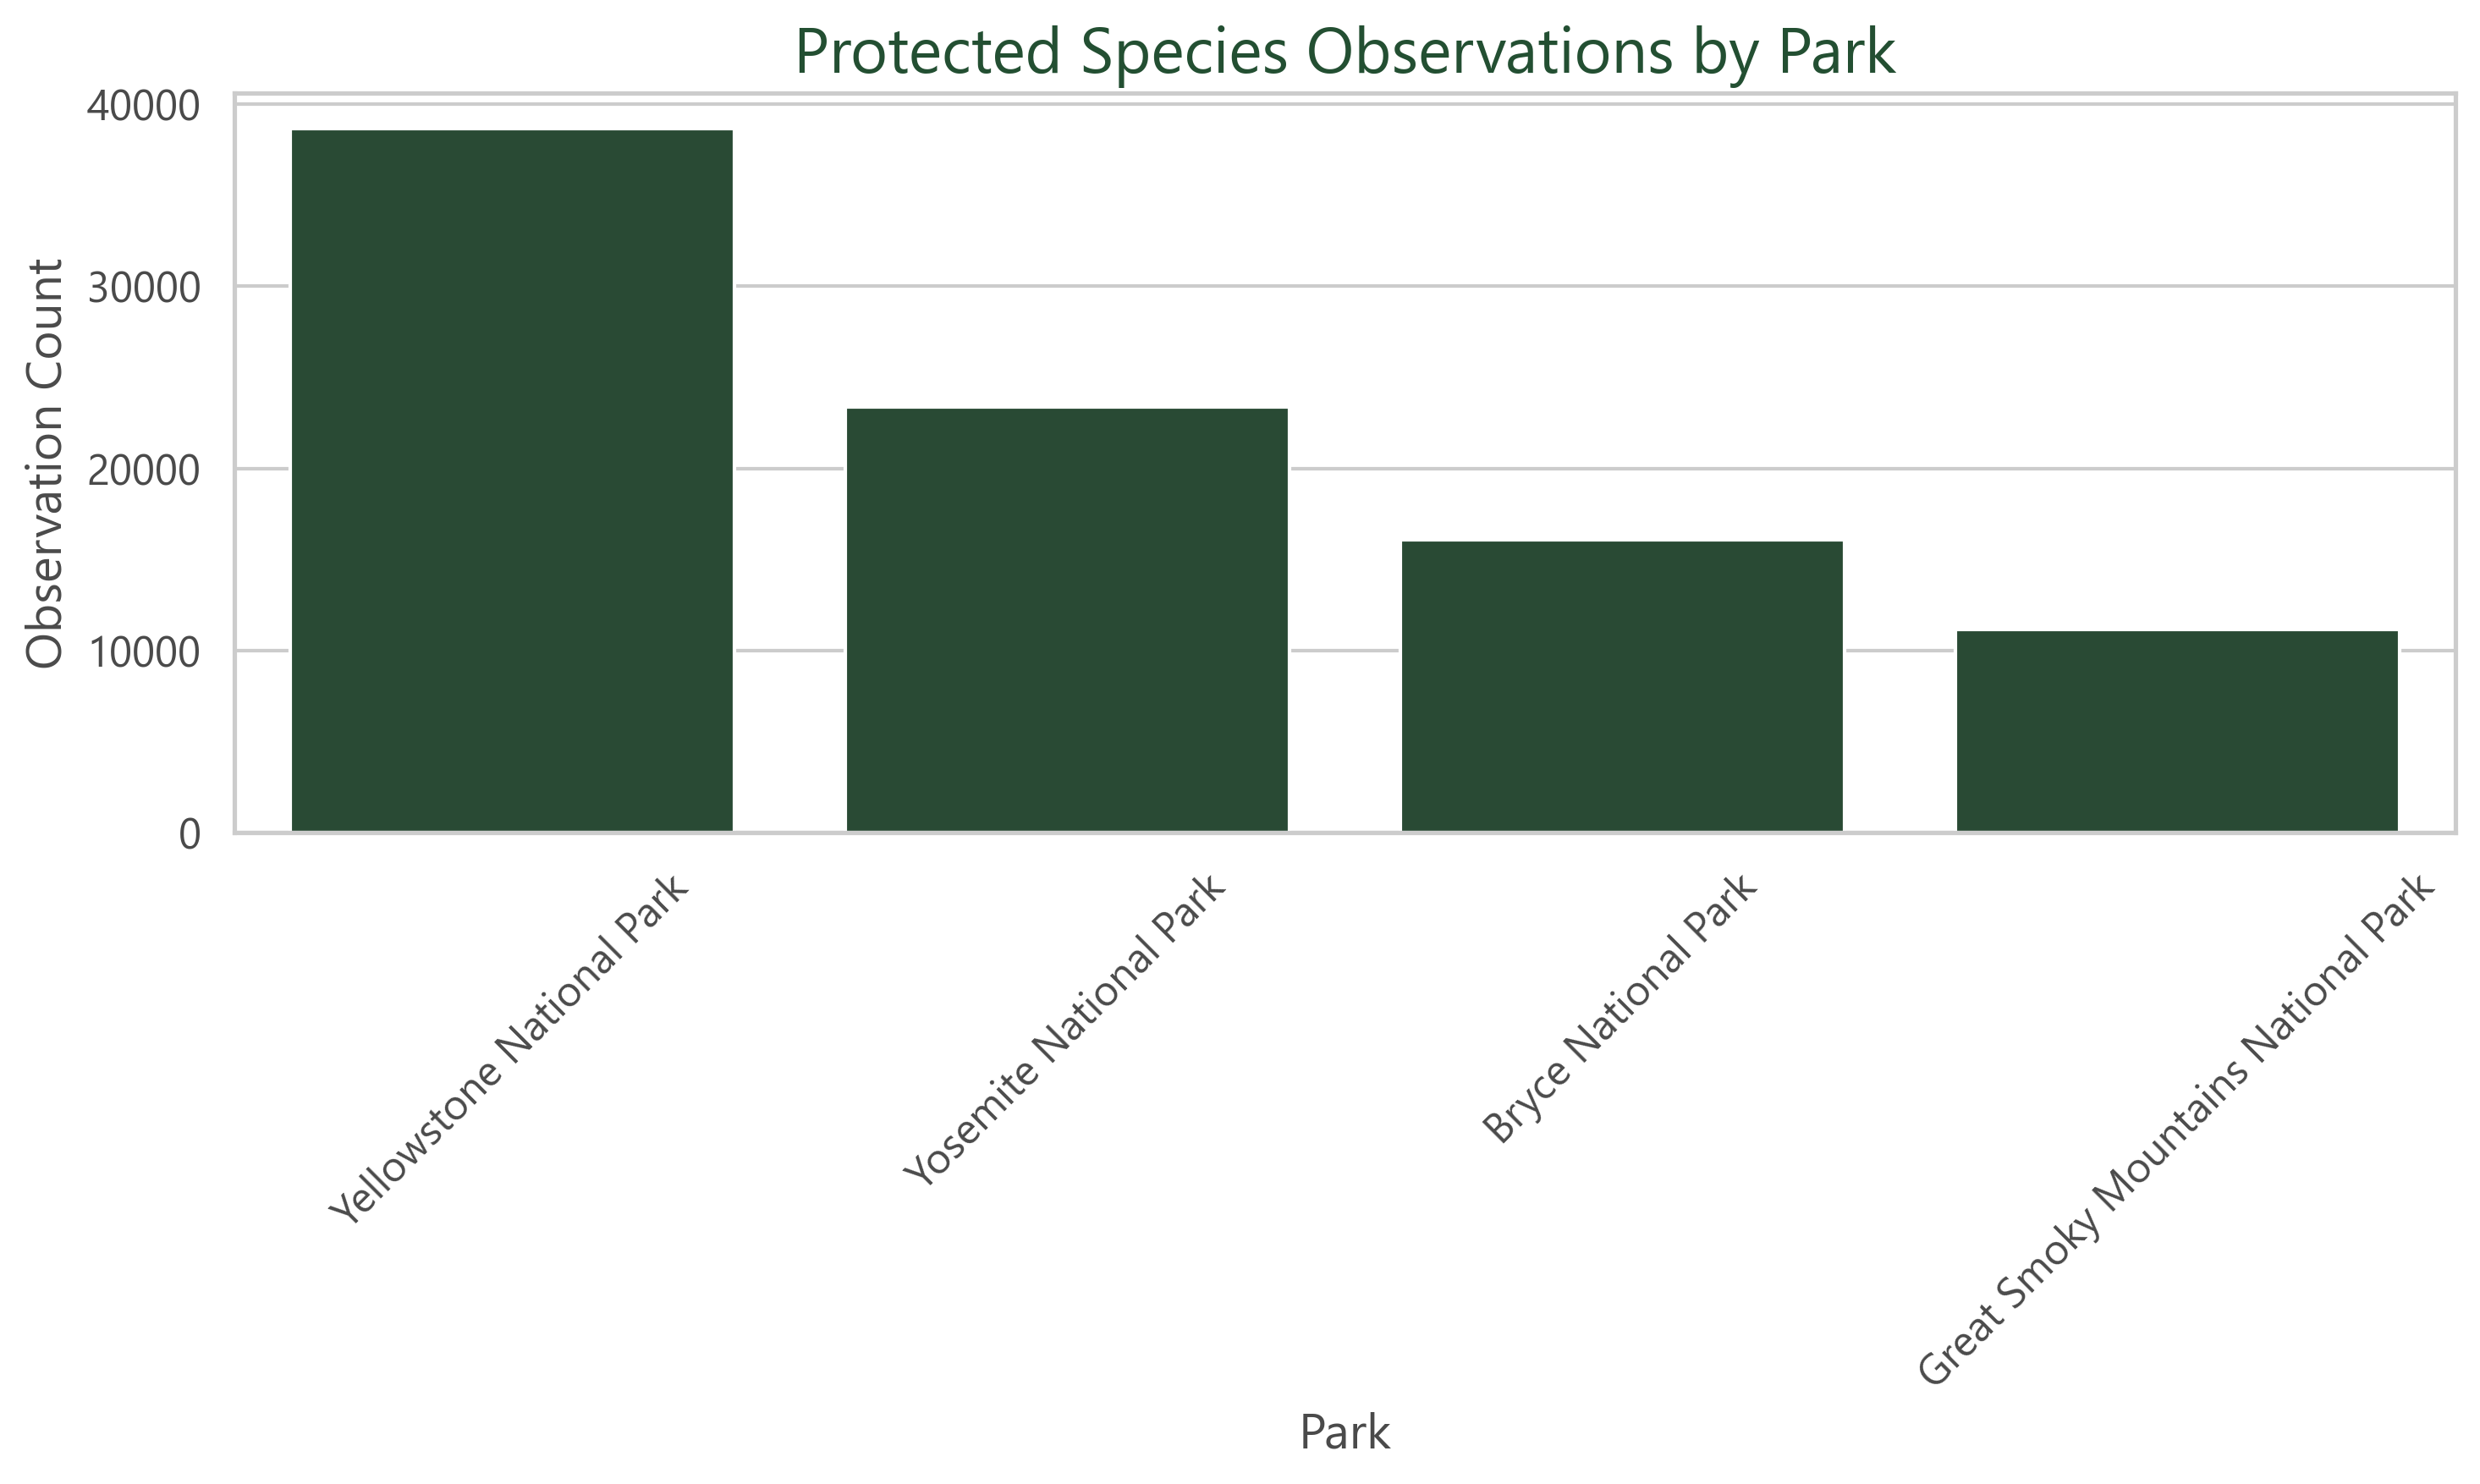 Protected Species Observations by Park
Observation Count
40000
30000
20000
10000
0
Yellowstone National Park
Yosemite National Park
Bryce National Park
Great Smoky Mountains National Park
Park